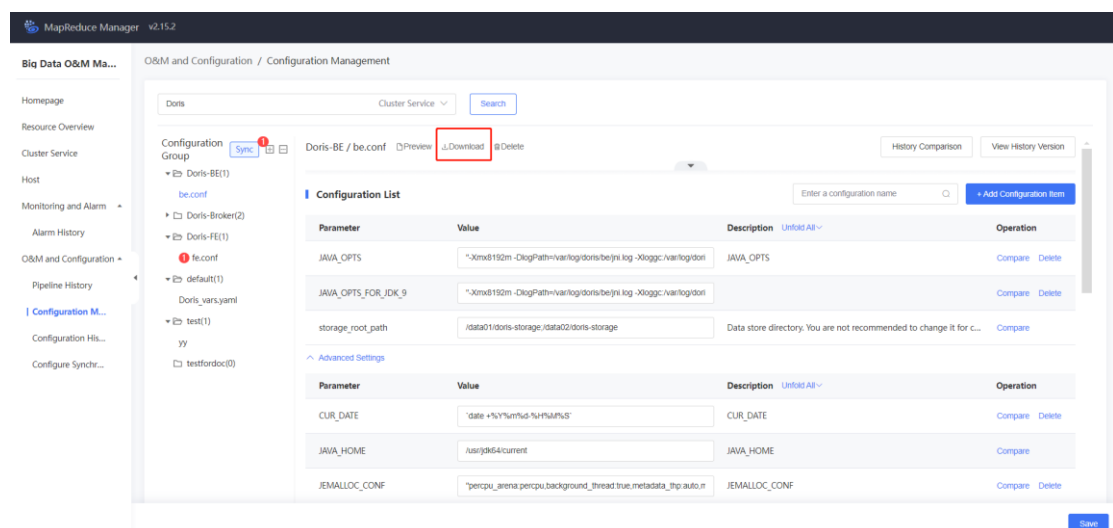 MapReduce Manager v2.15.2
Big Data O&M Ma...
O&M and Configuration / Configuration Management
Homepage
Resource Overview
Cluster Service
Host
Monitoring and Alarm
Alarm History
O&M and Configuration
Pipeline History
Configuration M...
Configuration His...
Configure Synchr...
Doris
Cluster Service
Search
Configuration Group
Sync
1
Doris-BE(1)
be.conf
Doris-Broker(2)
Doris-FE(1)
1 fe.conf
default(1)
Doris_vars.yaml
test(1)
yy
testfordoc(0)
Doris-BE / be.conf Preview Download Delete
History Comparison View History Version
Configuration List
Enter a configuration name
+ Add Configuration Item
Parameter Value Description Unfold All Operation
JAVA_OPTS "-Xmx8192m -DlogPath=/var/log/doris/be/jni.log -Xloggc:/var/log/dori JAVA_OPTS Compare Delete
JAVA_OPTS_FOR_JDK_9 "-Xmx8192m -DlogPath=/var/log/doris/be/jni.log -Xloggc:/var/log/dori Compare Delete
storage_root_path /data01/doris-storage;/data02/doris-storage Data store directory. You are not recommended to change it for c... Compare
Advanced Settings
Parameter Value Description Unfold All Operation
CUR_DATE `date +%Y%m%d-%H%M%S` CUR_DATE Compare Delete
JAVA_HOME /usr/jdk64/current JAVA_HOME Compare
JEMALLOC_CONF "percpu_arena:percpu,background_thread:true,metadata_thp:auto,m JEMALLOC_CONF Compare Delete
Save